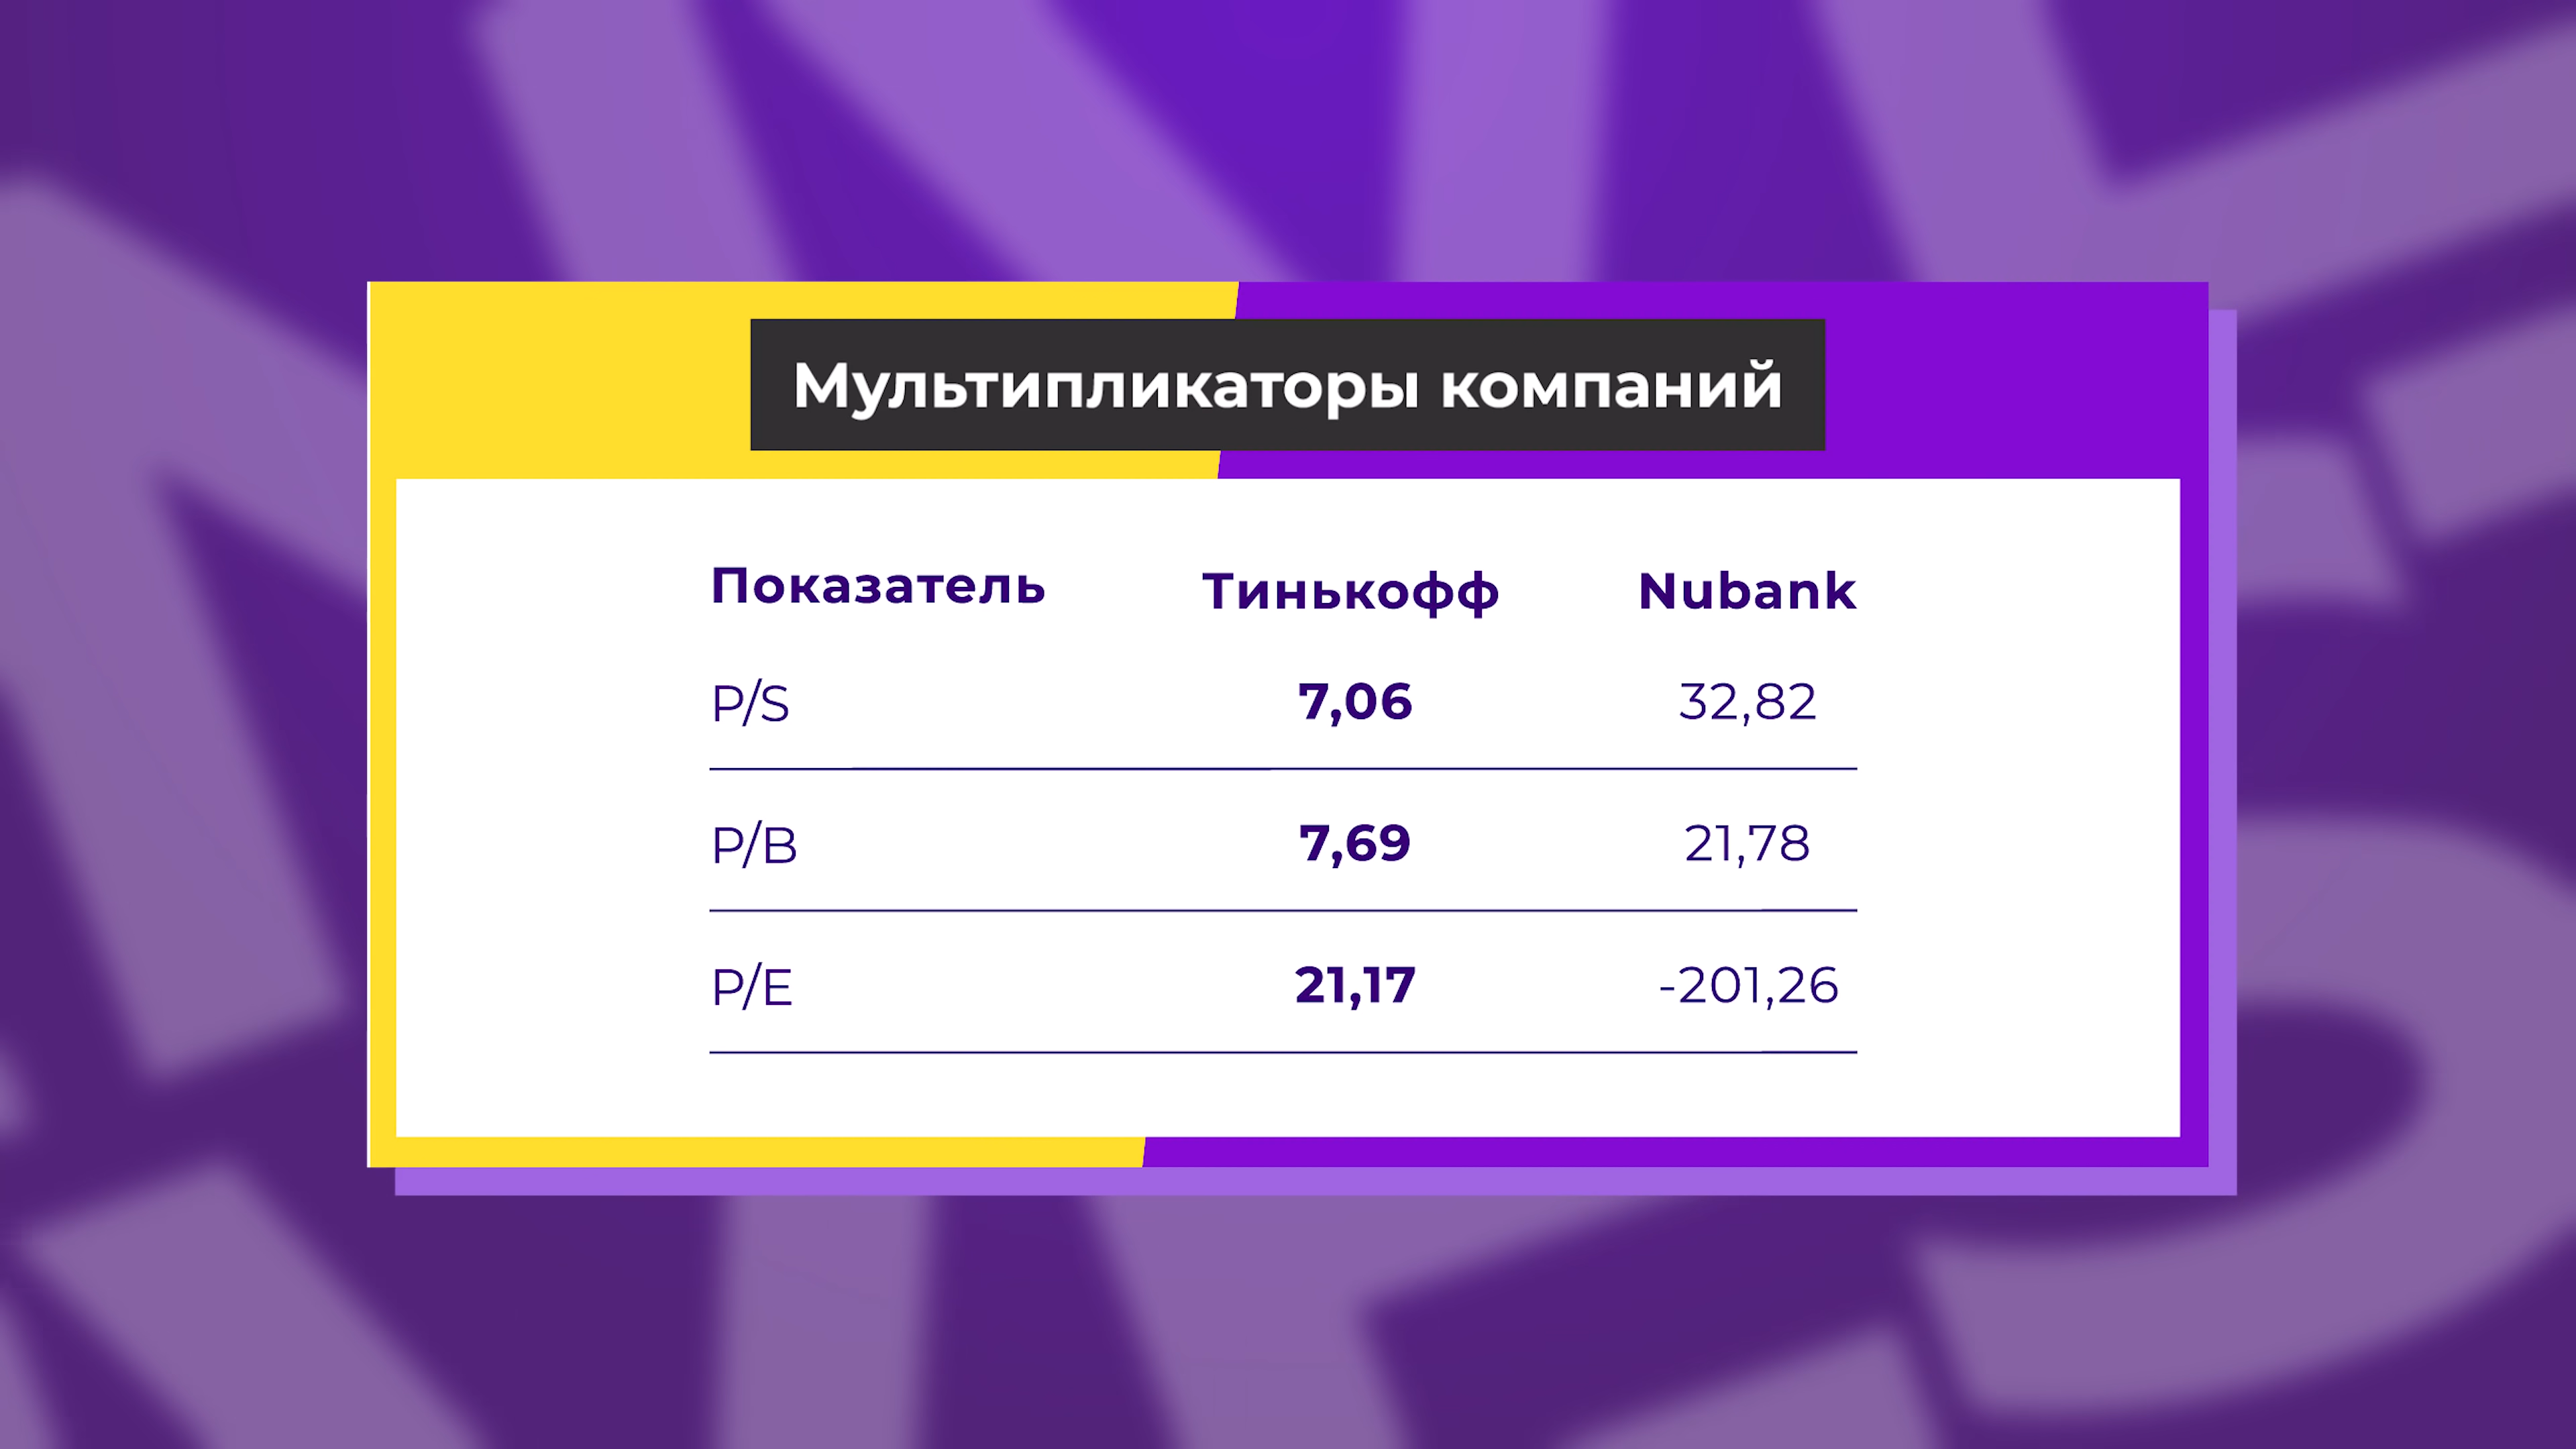 Мультипликаторы компаний
Показатель Тинькофф Nubank
P/S 7,06 32,82
P/B 7,69 21,78
P/E 21,17 -201,26